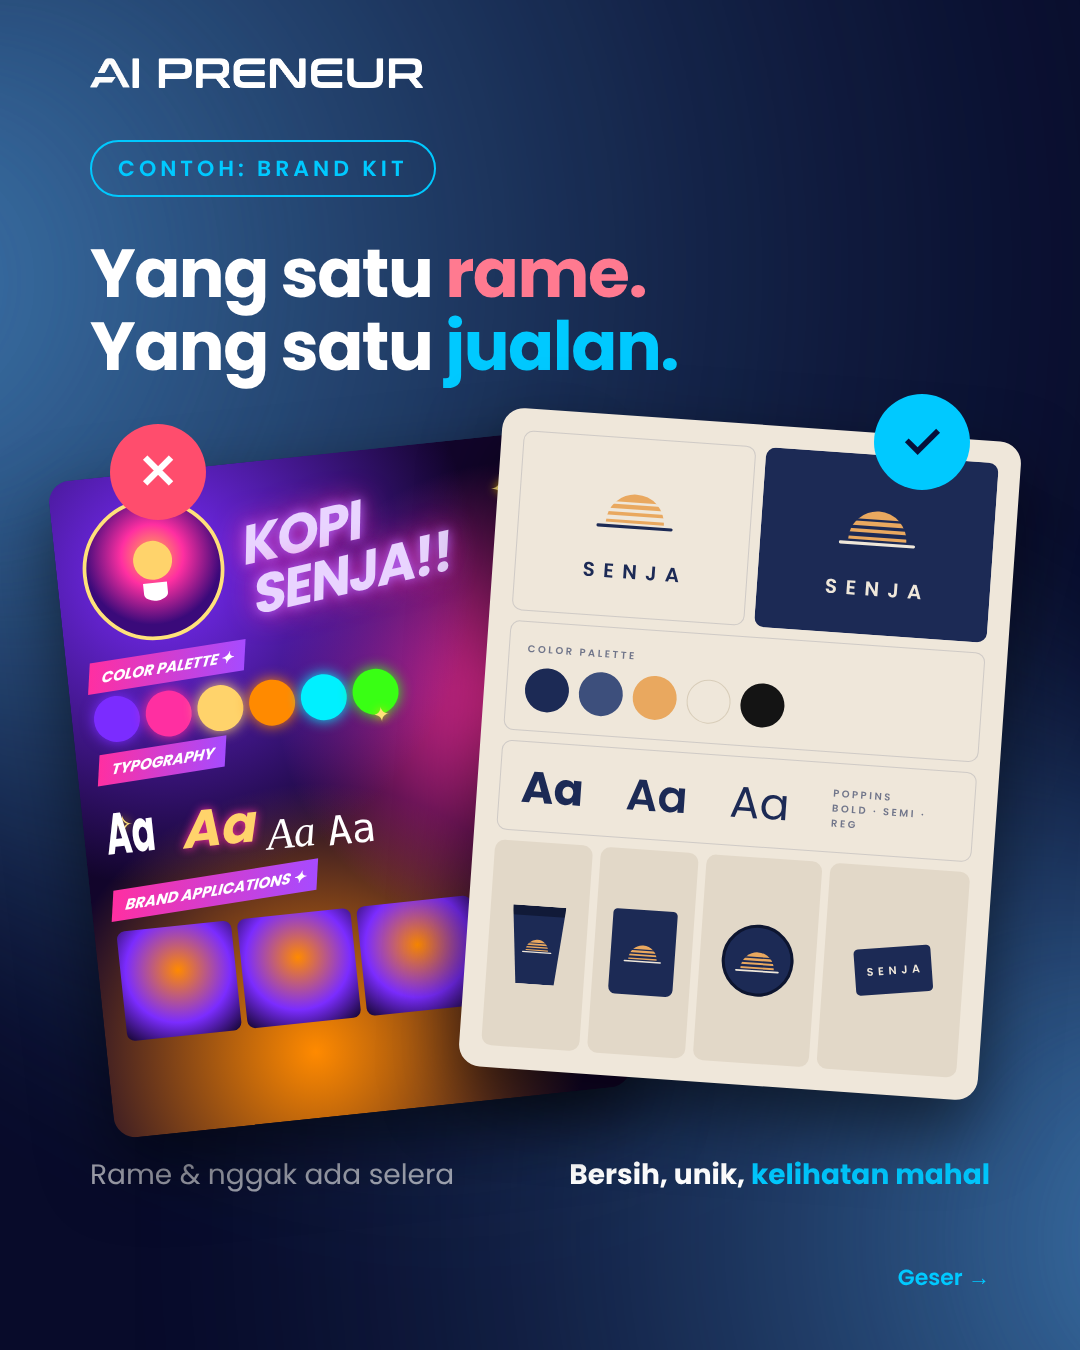 AI PRENEUR
CONTOH: BRAND KIT
Yang satu rame.
Yang satu jualan.
KOPI
SENJA!!
COLOR PALETTE ✦
TYPOGRAPHY
Aa Aa Aa Aa
BRAND APPLICATIONS ✦
SENJA
SENJA
COLOR PALETTE
Aa Aa Aa
POPPINS
BOLD · SEMI ·
REG
SENJA
Rame & nggak ada selera
Bersih, unik, kelihatan mahal
Geser →